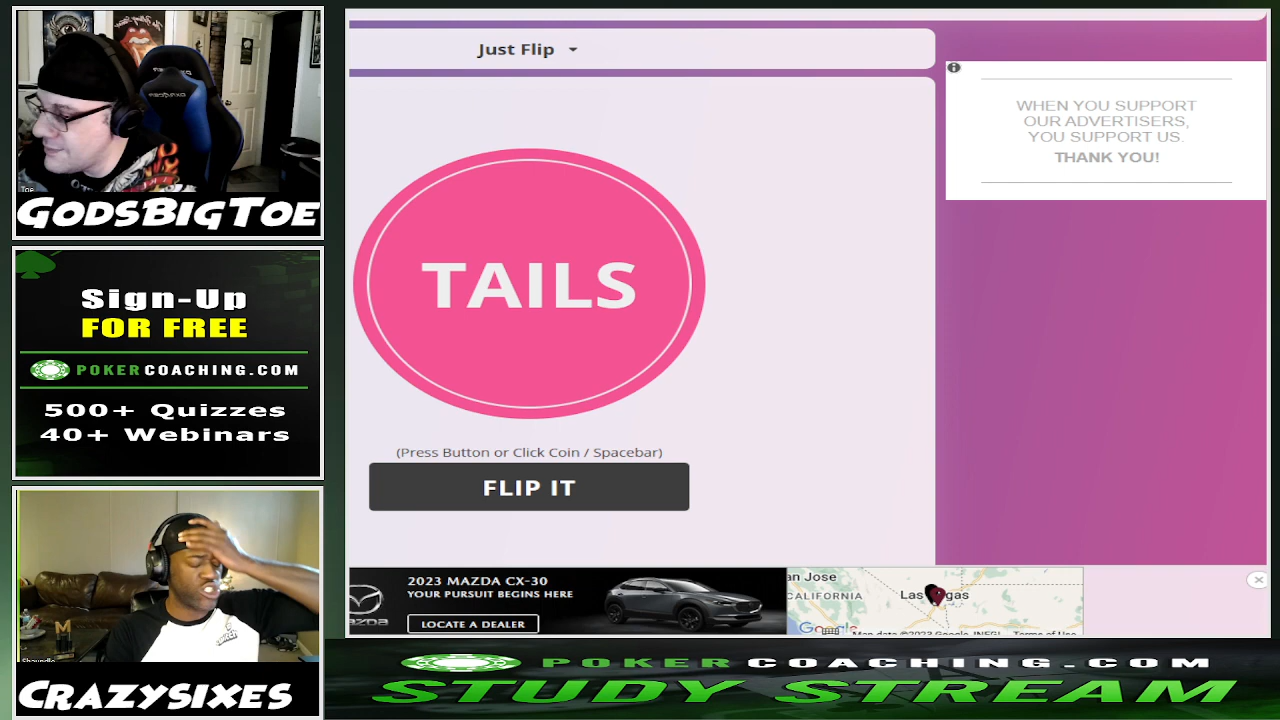 Toe
GODSBIGTOE
Sign-Up
FOR FREE
POKERCOACHING.COM
500+ Quizzes
40+ Webinars
CRAZYSIXES
Just Flip
TAILS
(Press Button or Click Coin / Spacebar)
FLIP IT
WHEN YOU SUPPORT
OUR ADVERTISERS,
YOU SUPPORT US.
THANK YOU!
2023 MAZDA CX-30
YOUR PURSUIT BEGINS HERE
LOCATE A DEALER
an Jose
CALIFORNIA
Google
POKERCOACHING.COM
STUDY STREAM